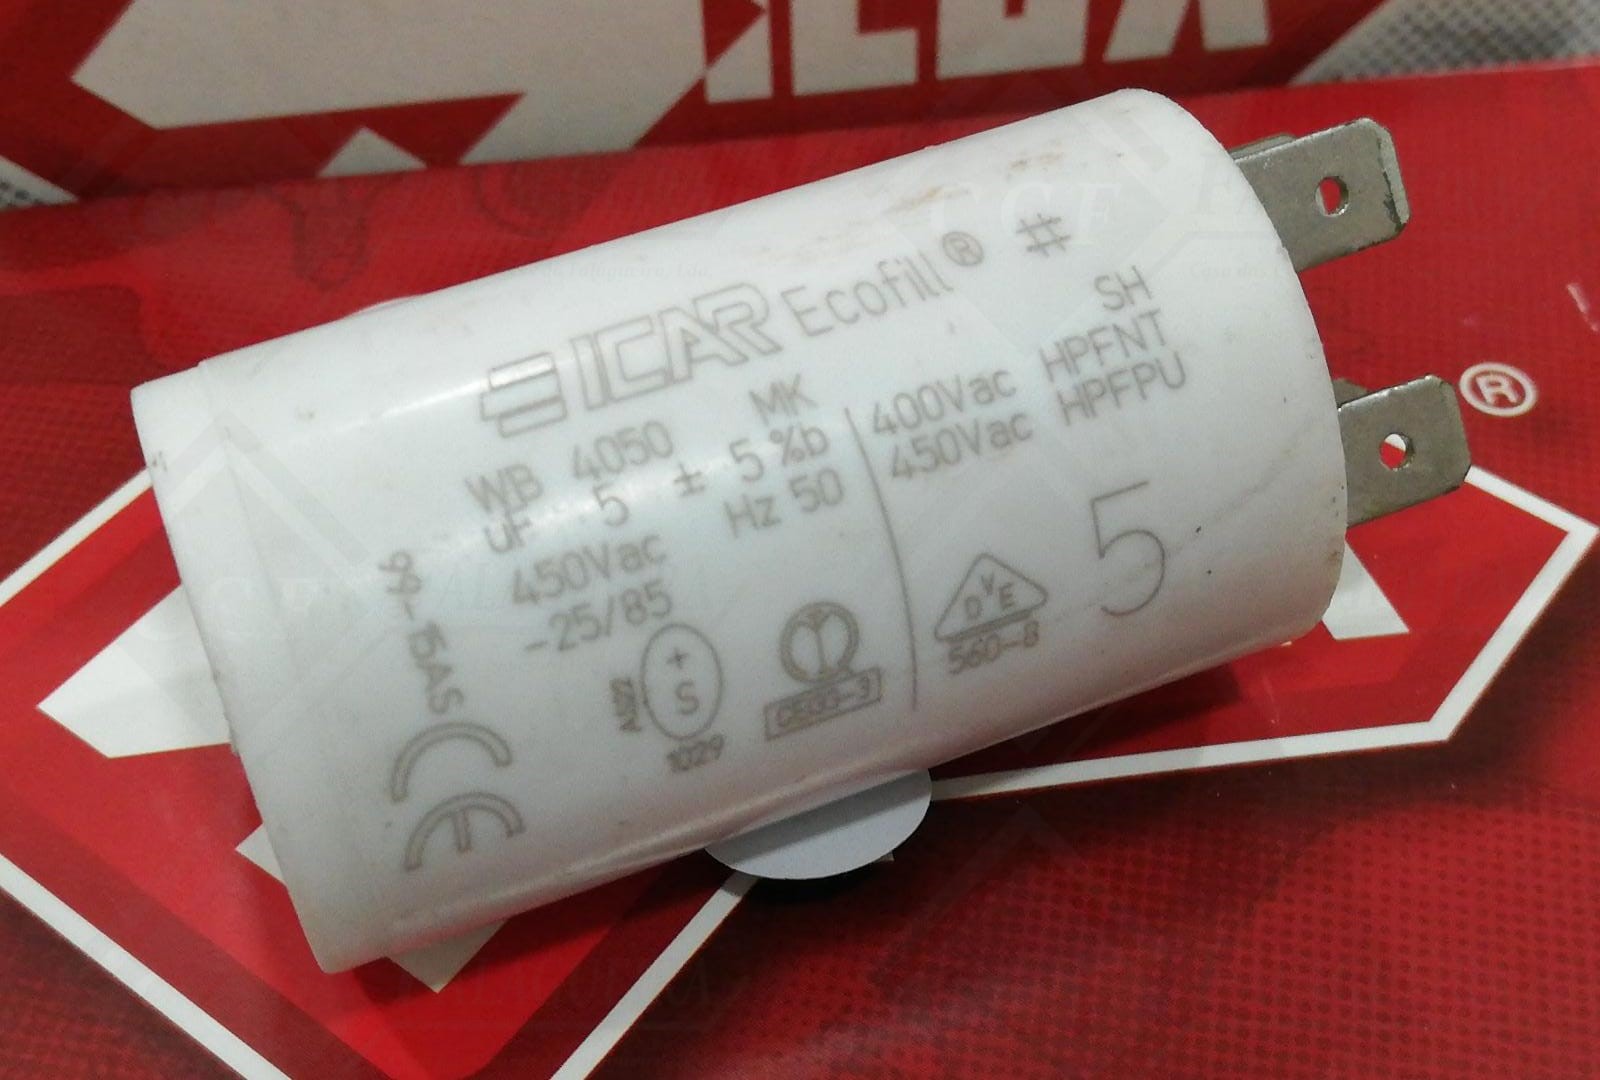 ICAR Ecofill® #
WB 4050 MK
uF 5 ± 5 %b
450Vac Hz 50
-25/85
400Vac SH
450Vac HPFNT
HPFPU
5
DVE
560-8
+
S
1029
99-15AS
CE
®